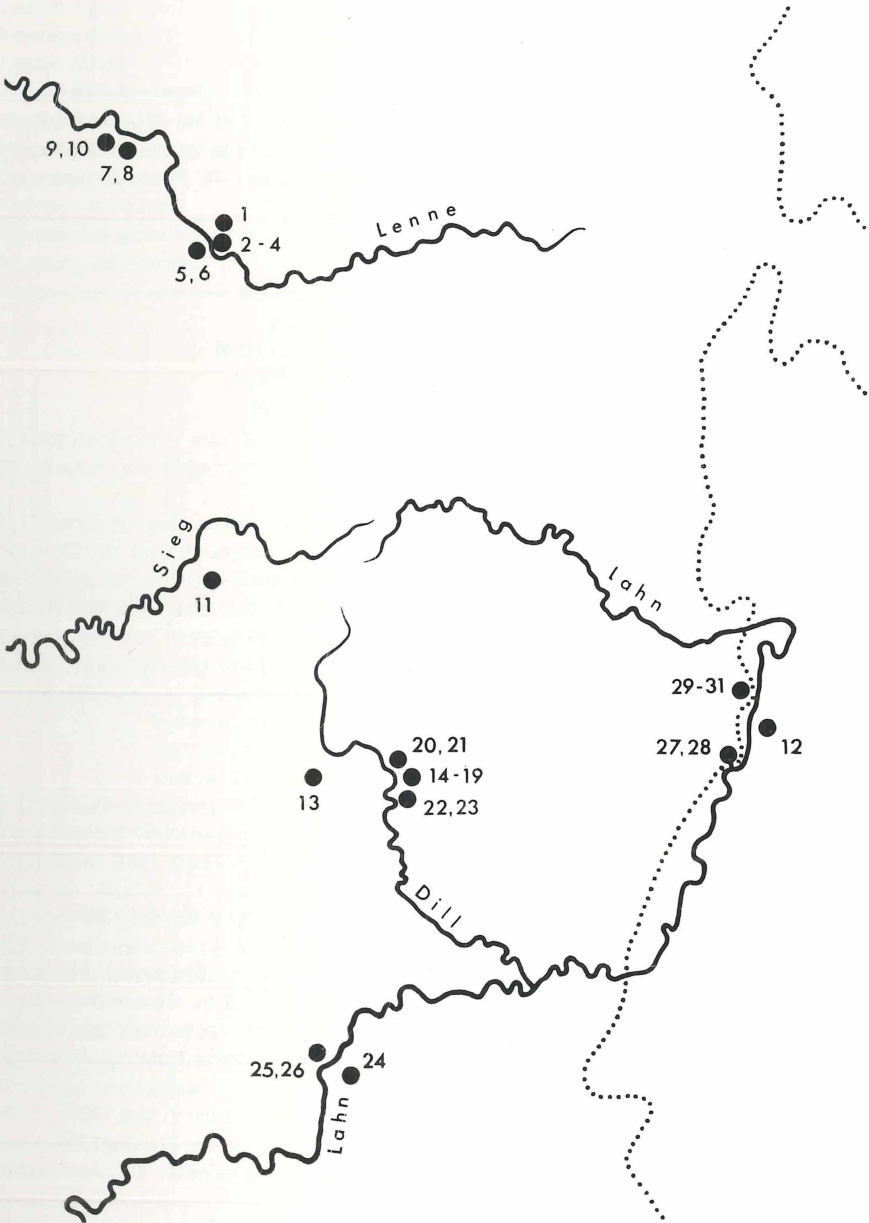 9, 10
7, 8
1
2 - 4
5, 6
Lenne
Sieg
11
Lahn
29 - 31
12
27, 28
20, 21
14 - 19
13
22, 23
Dill
25, 26
24
Lahn